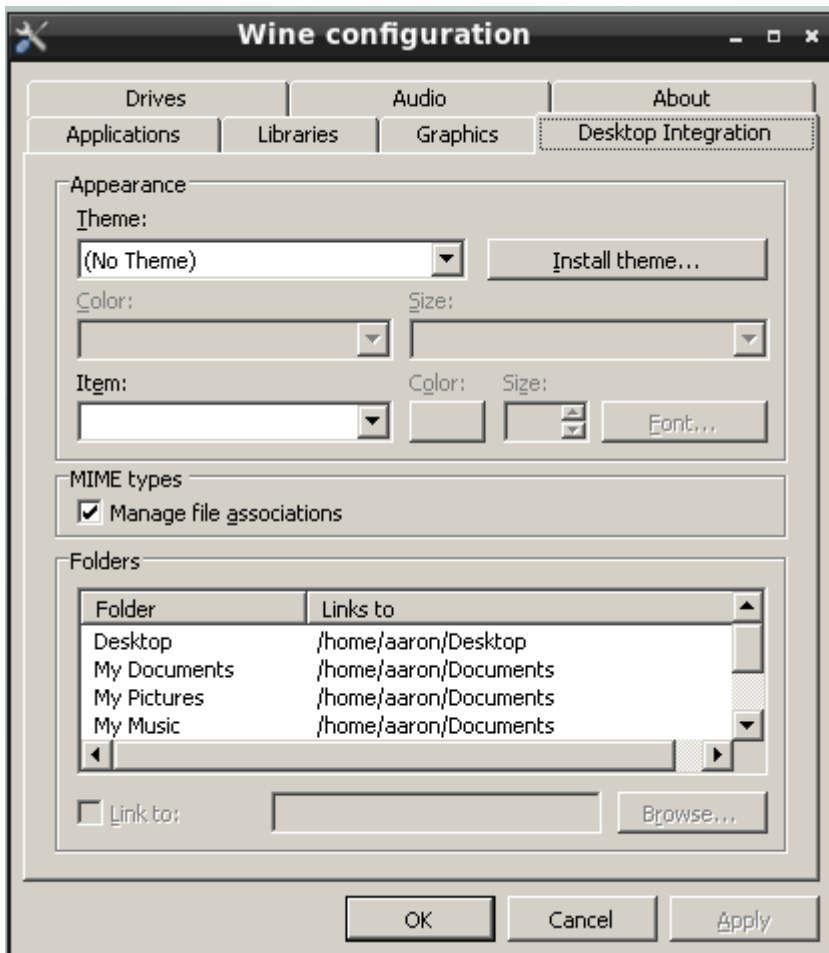 Wine configuration
Drives Audio About
Applications Libraries Graphics Desktop Integration
Appearance
Theme:
(No Theme) Install theme...
Color: Size:
Item: Color: Size:
Font...
MIME types
Manage file associations
Folders
Folder Links to
Desktop /home/aaron/Desktop
My Documents /home/aaron/Documents
My Pictures /home/aaron/Documents
My Music /home/aaron/Documents
Link to: Browse...
OK Cancel Apply